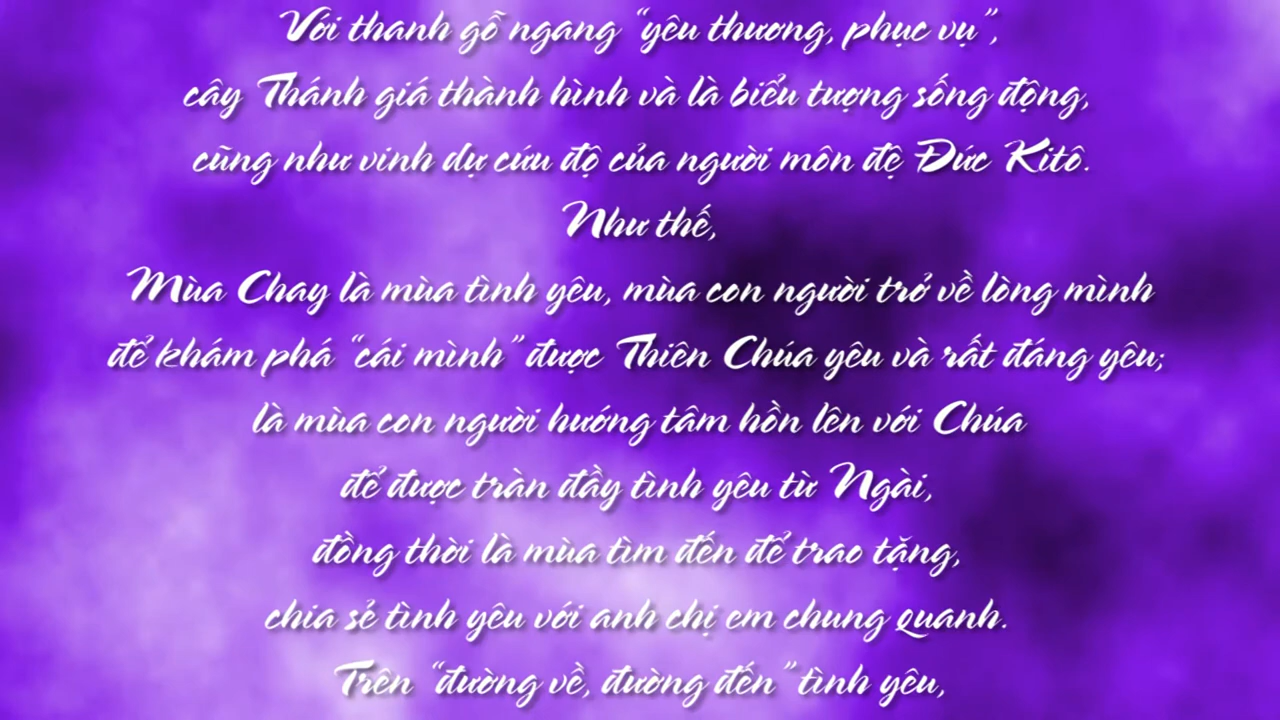 Với thanh gỗ ngang “yêu thương, phục vụ”,
cây Thánh giá thành hình và là biểu tượng sống động,
cũng như vinh dự cứu độ của người môn đệ Đức Kitô.
Như thế,
Mùa Chay là mùa tình yêu, mùa con người trở về lòng mình
để khám phá “cái mình” được Thiên Chúa yêu và rất đáng yêu;
là mùa con người hướng tâm hồn lên với Chúa
để được tràn đầy tình yêu từ Ngài,
đồng thời là mùa tìm đến để trao tặng,
chia sẻ tình yêu với anh chị em chung quanh.
Trên “đường về, đường đến” tình yêu,